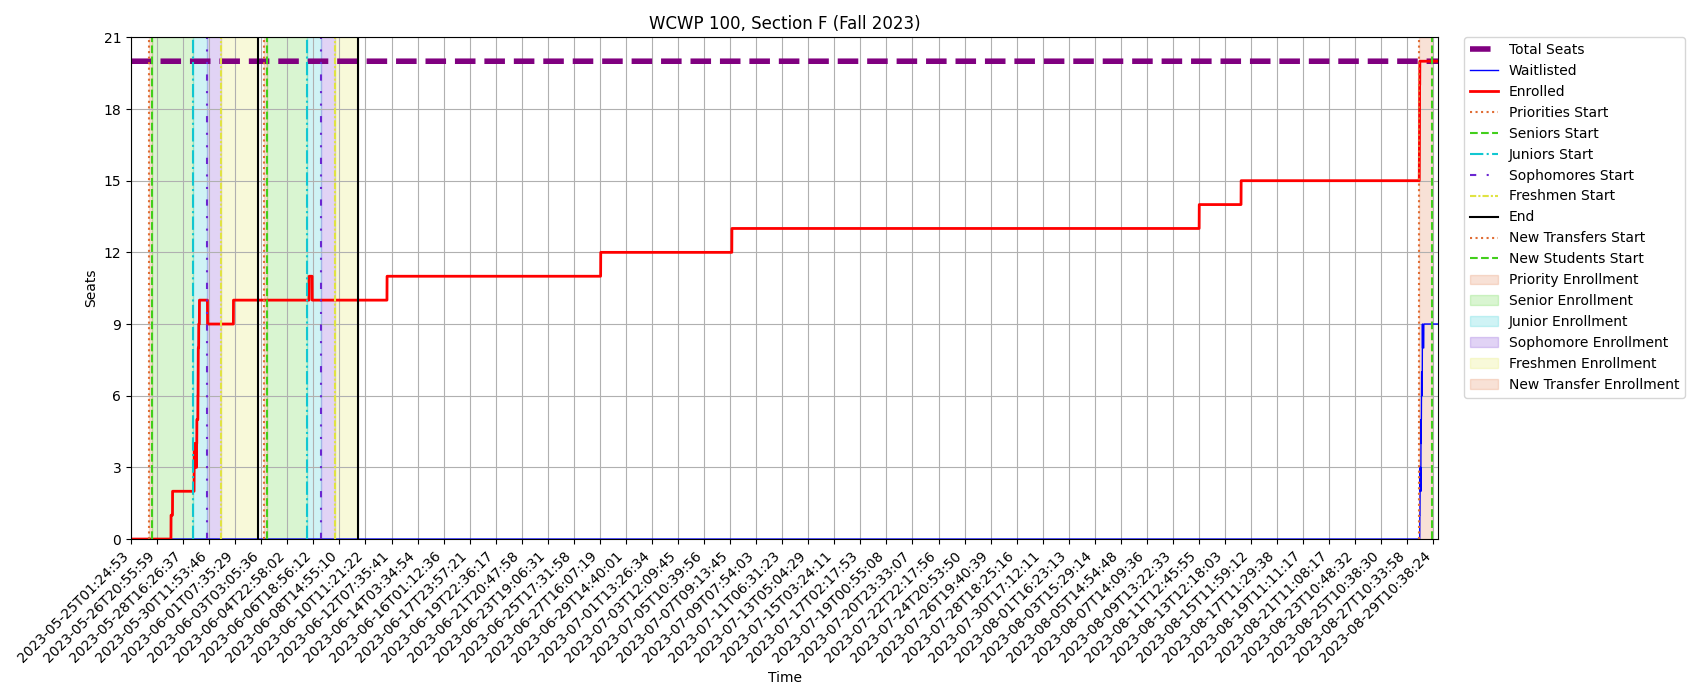 WCWP 100, Section F (Fall 2023)
21
18
15
12
9
6
3
0
Seats
2023-05-25T01:24:53
2023-05-26T20:55:59
2023-05-28T16:26:37
2023-05-30T11:53:46
2023-06-01T07:35:29
2023-06-03T03:05:36
2023-06-04T22:58:02
2023-06-06T18:56:12
2023-06-08T14:55:10
2023-06-10T11:21:22
2023-06-12T07:35:41
2023-06-14T03:34:54
2023-06-16T01:12:36
2023-06-17T23:57:21
2023-06-19T22:36:17
2023-06-21T20:47:58
2023-06-23T19:06:31
2023-06-25T17:31:58
2023-06-27T16:07:19
2023-06-29T14:40:01
2023-07-01T13:26:34
2023-07-03T12:09:45
2023-07-05T10:39:56
2023-07-07T09:13:45
2023-07-09T07:54:03
2023-07-11T06:31:23
2023-07-13T05:04:29
2023-07-15T03:24:11
2023-07-17T02:17:53
2023-07-19T00:55:08
2023-07-20T23:33:07
2023-07-22T22:17:56
2023-07-24T20:53:50
2023-07-26T19:40:39
2023-07-28T18:25:16
2023-07-30T17:12:11
2023-08-01T16:23:13
2023-08-03T15:29:14
2023-08-05T14:54:48
2023-08-07T14:09:36
2023-08-09T13:22:33
2023-08-11T12:45:55
2023-08-13T12:18:03
2023-08-15T11:59:12
2023-08-17T11:29:38
2023-08-19T11:11:17
2023-08-21T11:08:17
2023-08-23T10:48:32
2023-08-25T10:38:30
2023-08-27T10:33:58
2023-08-29T10:38:24
Time
Total Seats
Waitlisted
Enrolled
Priorities Start
Seniors Start
Juniors Start
Sophomores Start
Freshmen Start
End
New Transfers Start
New Students Start
Priority Enrollment
Senior Enrollment
Junior Enrollment
Sophomore Enrollment
Freshmen Enrollment
New Transfer Enrollment